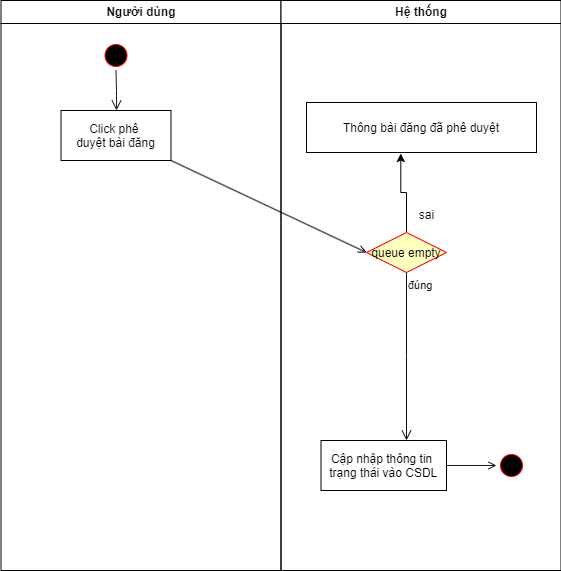 Người dùng
Hệ thống
Click phê
duyệt bài đăng
Thông bài đăng đã phê duyệt
sai
queue empty
đúng
Cập nhập thông tin
trạng thái vào CSDL